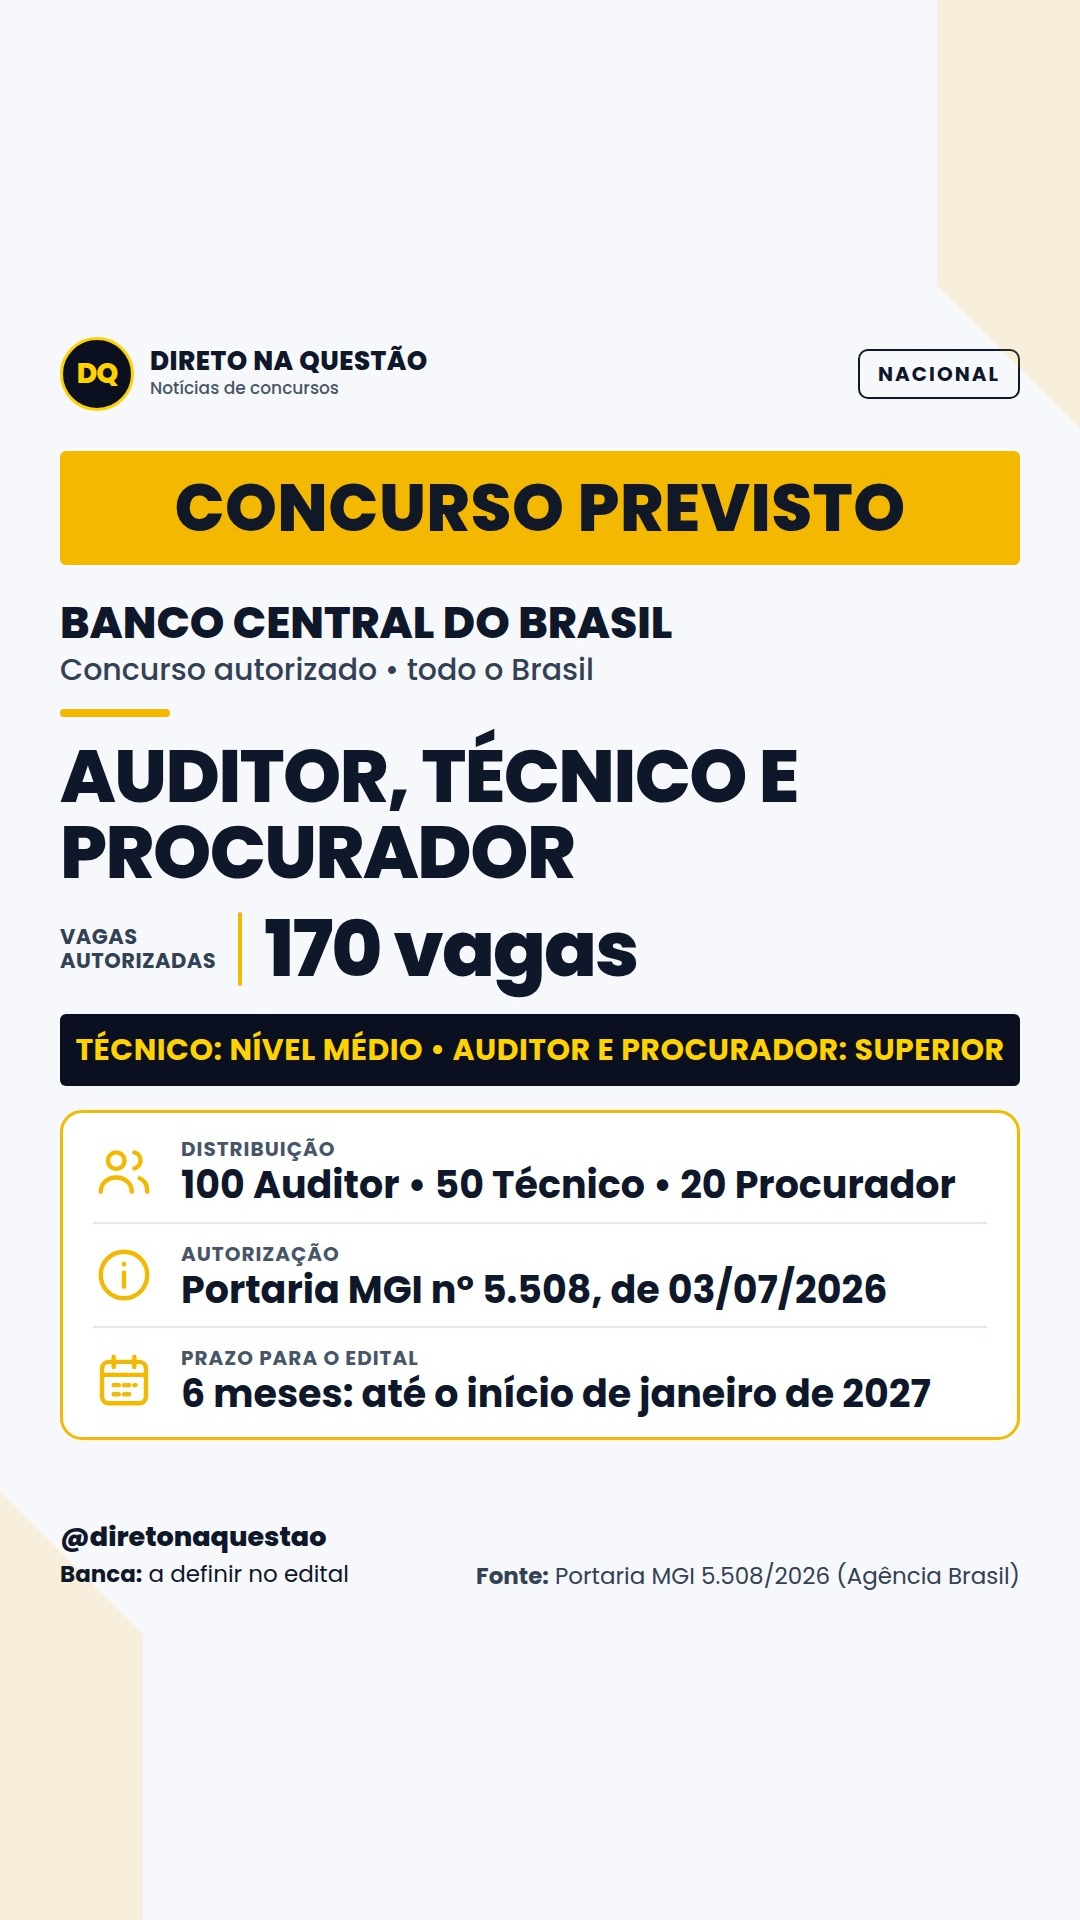 DQ
DIRETO NA QUESTÃO
Notícias de concursos
NACIONAL
CONCURSO PREVISTO
BANCO CENTRAL DO BRASIL
Concurso autorizado • todo o Brasil
AUDITOR, TÉCNICO E
PROCURADOR
VAGAS
AUTORIZADAS
170 vagas
TÉCNICO: NÍVEL MÉDIO • AUDITOR E PROCURADOR: SUPERIOR
DISTRIBUIÇÃO
100 Auditor • 50 Técnico • 20 Procurador
AUTORIZAÇÃO
Portaria MGI nº 5.508, de 03/07/2026
PRAZO PARA O EDITAL
6 meses: até o início de janeiro de 2027
@diretonaquestao
Banca: a definir no edital
Fonte: Portaria MGI 5.508/2026 (Agência Brasil)